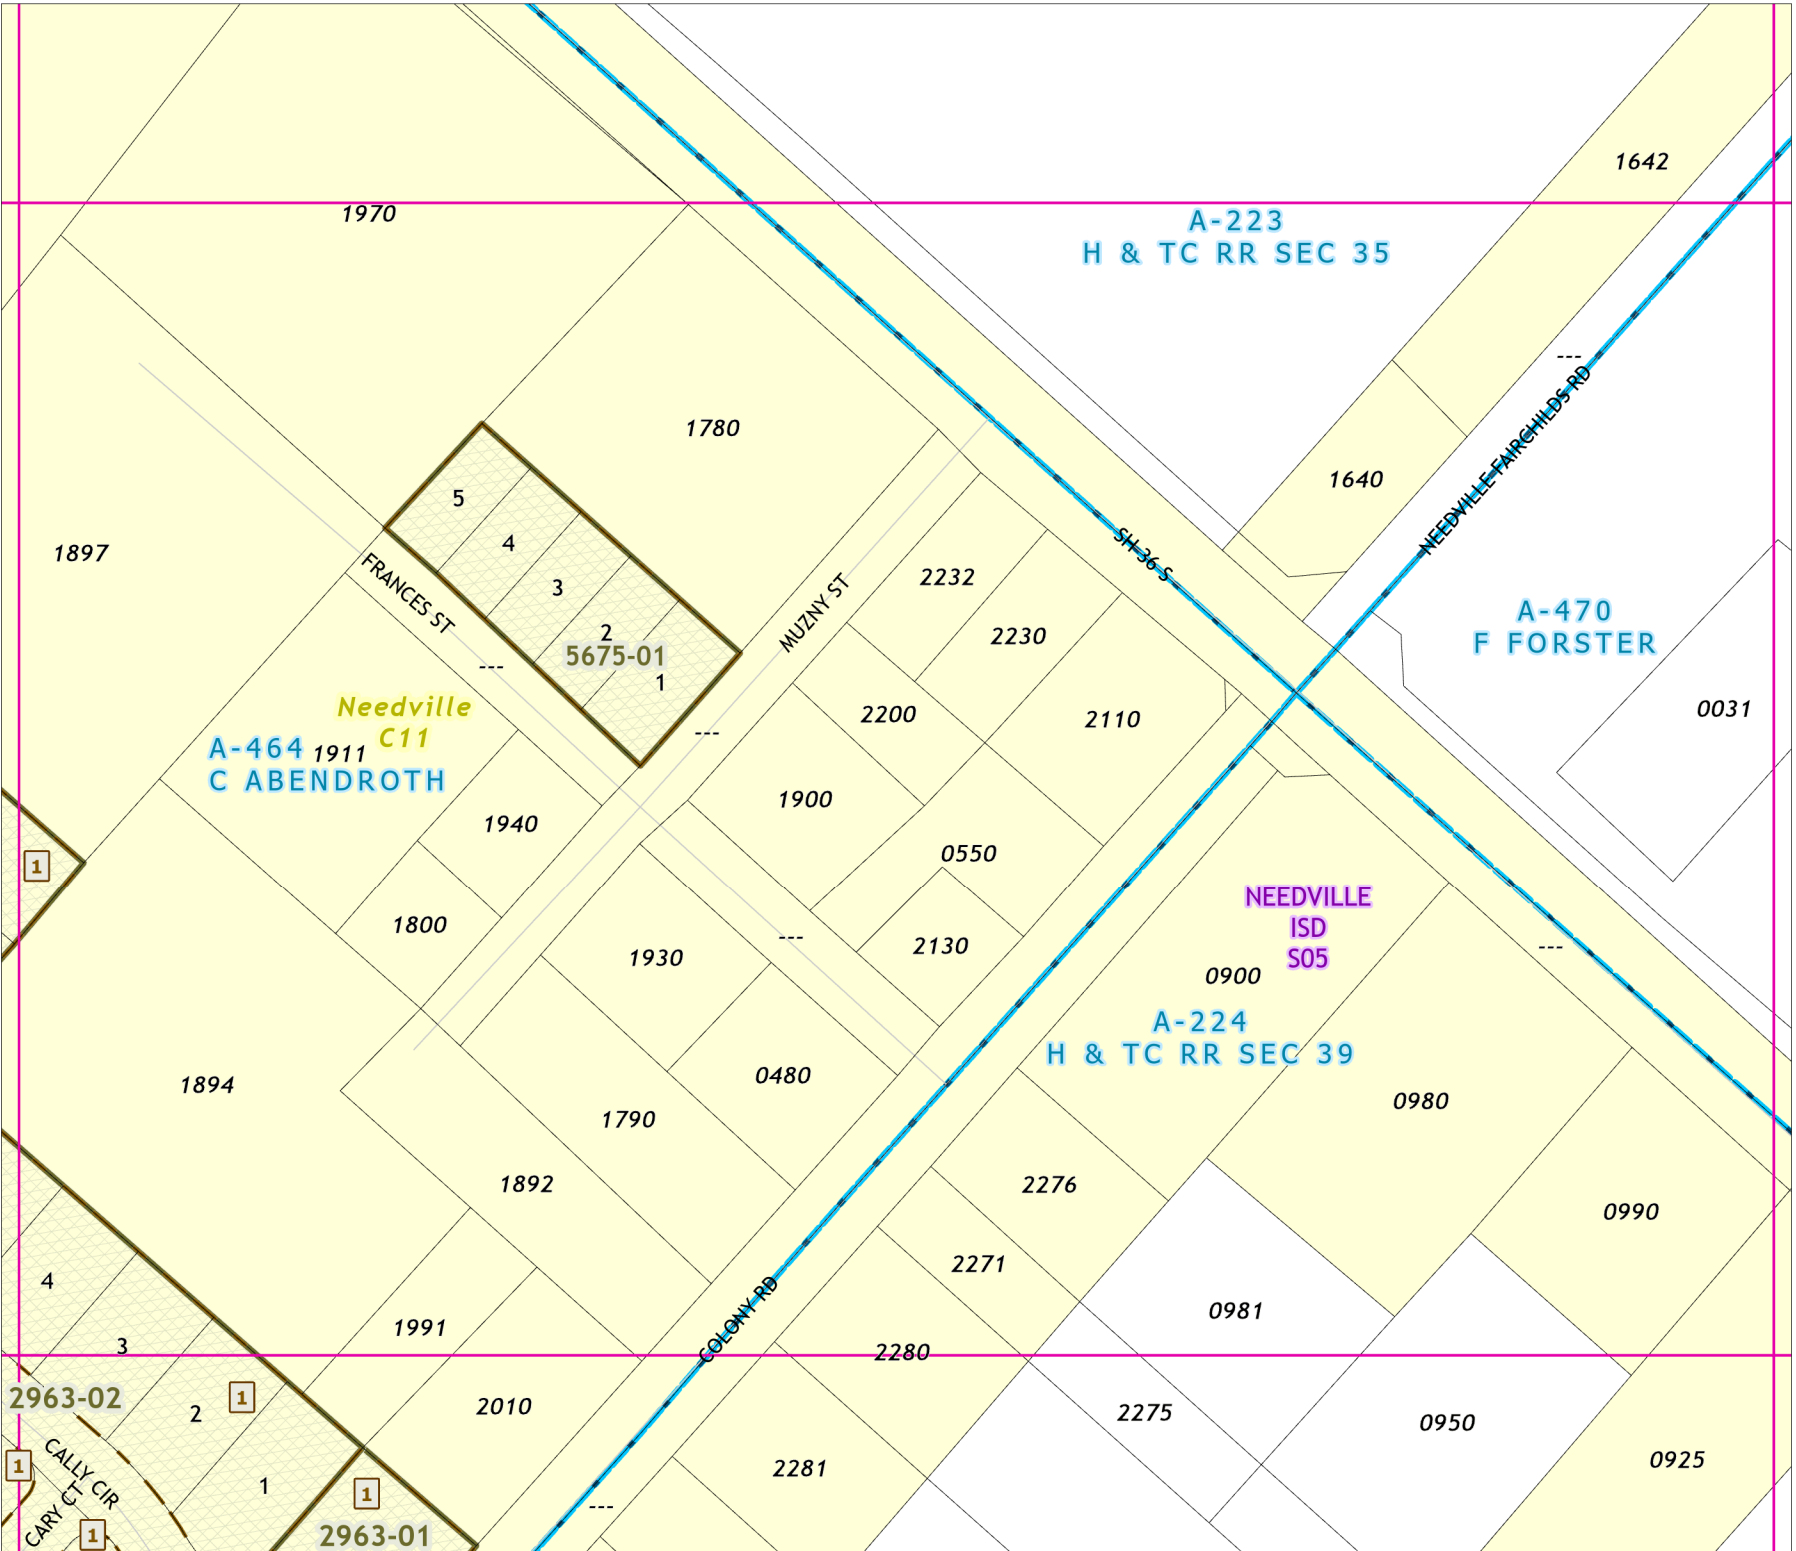 1642
1970
A-223
H & TC RR SEC 35
---
NEEDVILLE FAIRCHILDS RD
1780
1640
5
4
3
2
1
5675-01
1897
FRANCES ST
---
MUZNY ST
---
SH 36 S
2232
2230
A-470
F FORSTER
0031
Needville
C11
A-464
C ABENDROTH
1911
2200
2110
1900
1940
0550
1
1800
1930
---
2130
NEEDVILLE
ISD
S05
---
0900
A-224
H & TC RR SEC 39
1894
0480
1790
0980
1892
2276
0990
2271
4
3
1991
0981
COLONY RD
2280
2963-02
2
1
2010
2275
0950
CALLY CIR
1
1
2281
0925
CARY CT
1
---
1
2963-01